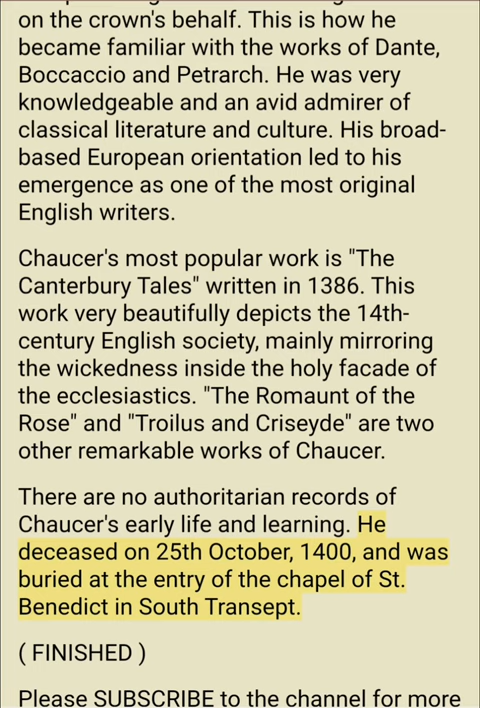 on the crown's behalf. This is how he
became familiar with the works of Dante,
Boccaccio and Petrarch. He was very
knowledgeable and an avid admirer of
classical literature and culture. His broad-
based European orientation led to his
emergence as one of the most original
English writers.
Chaucer's most popular work is "The
Canterbury Tales" written in 1386. This
work very beautifully depicts the 14th-
century English society, mainly mirroring
the wickedness inside the holy facade of
the ecclesiastics. "The Romaunt of the
Rose" and "Troilus and Criseyde" are two
other remarkable works of Chaucer.
There are no authoritarian records of
Chaucer's early life and learning. He
deceased on 25th October, 1400, and was
buried at the entry of the chapel of St.
Benedict in South Transept.
( FINISHED )
Please SUBSCRIBE to the channel for more